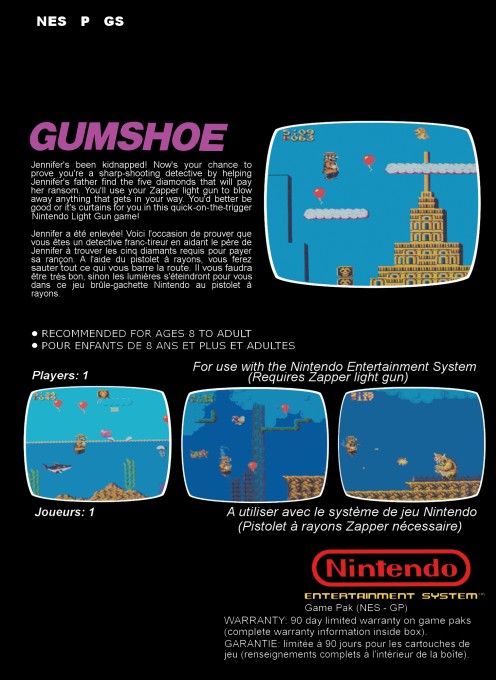 NES P GS
GUMSHOE
Jennifer's been kidnapped! Now's your chance to
prove you're a sharp-shooting detective by helping
Jennifer's father find the five diamonds that will pay
her ransom. You'll use your Zapper light gun to blow
away anything that gets in your way. You'd better be
good or it's curtains for you in this quick-on-the-trigger
Nintendo Light Gun game!
Jennifer a été enlevée! Voici l'occasion de prouver que
vous êtes un detective franc-tireur en aidant le père de
Jennifer à trouver les cinq diamants requis pour payer
sa rançon. A l'aide du pistolet à rayons, vous ferez
sauter tout ce qui vous barre la route. Il vous faudra
être très bon, sinon les lumières s'éteindront pour vous
dans ce jeu brûle-gachette Nintendo au pistolet à
rayons.
● RECOMMENDED FOR AGES 8 TO ADULT
● POUR ENFANTS DE 8 ANS ET PLUS ET ADULTES
Players: 1
For use with the Nintendo Entertainment System
(Requires Zapper light gun)
Joueurs: 1
A utiliser avec le système de jeu Nintendo
(Pistolet à rayons Zapper nécessaire)
Nintendo
ENTERTAINMENT SYSTEM™
Game Pak (NES - GP)
WARRANTY: 90 day limited warranty on game paks
(complete warranty information inside box).
GARANTIE: limitée à 90 jours pour les cartouches de
jeu (renseignements complets à l'intérieur de la boîte).